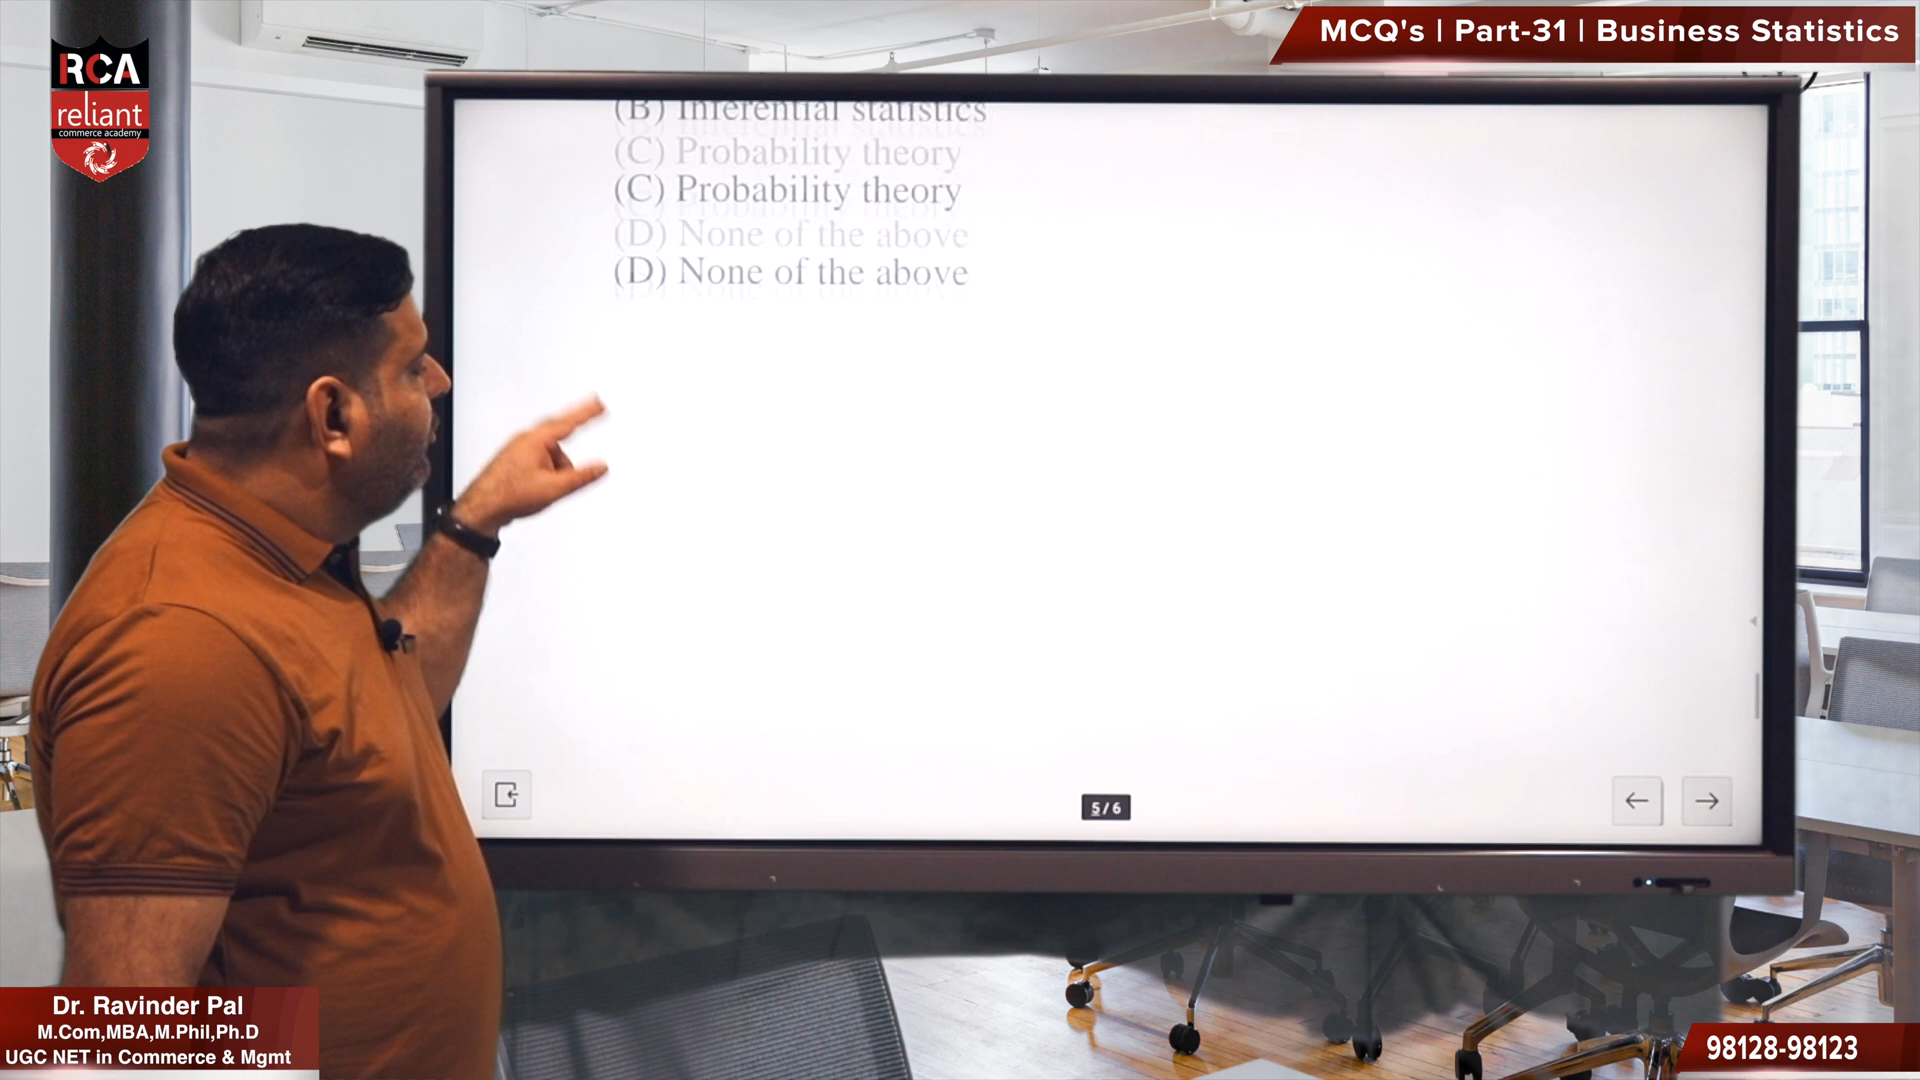 MCQ's | Part-31 | Business Statistics
RCA
reliant
commerce academy
(B) Inferential statistics
(C) Probability theory
(C) Probability theory
(D) None of the above
(D) None of the above
5/6
Dr. Ravinder Pal
M.Com,MBA,M.Phil,Ph.D
UGC NET in Commerce & Mgmt
98128-98123